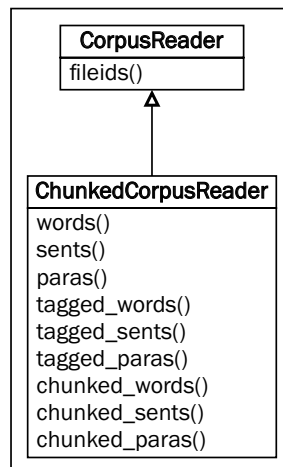 CorpusReader
fileids()
ChunkedCorpusReader
words()
sents()
paras()
tagged_words()
tagged_sents()
tagged_paras()
chunked_words()
chunked_sents()
chunked_paras()